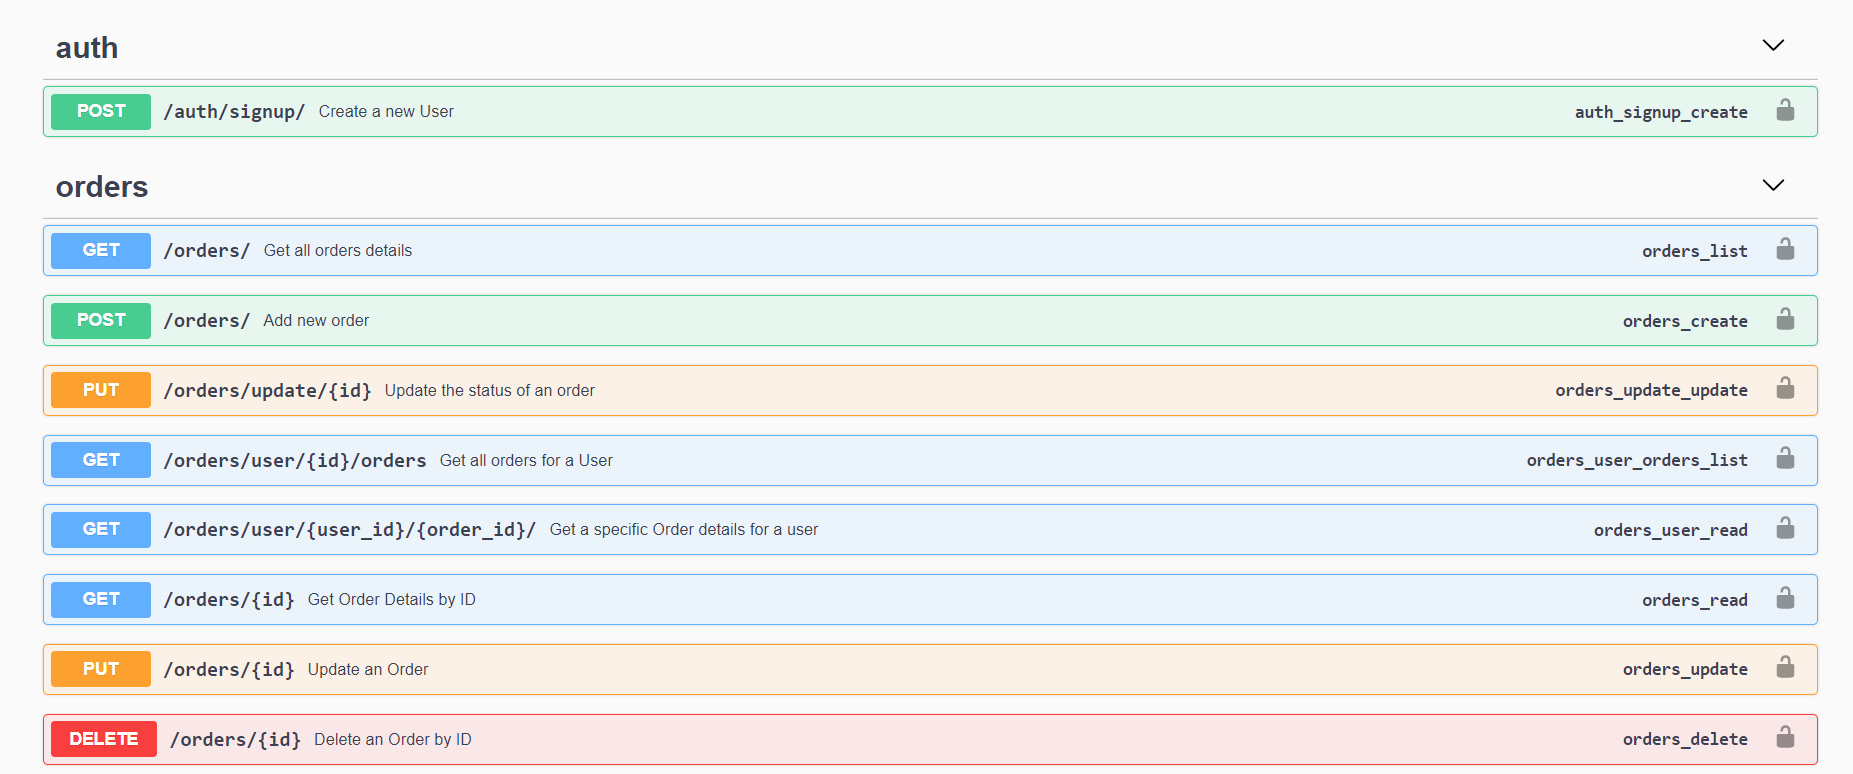 auth
POST /auth/signup/ Create a new User auth_signup_create
orders
GET /orders/ Get all orders details orders_list
POST /orders/ Add new order orders_create
PUT /orders/update/{id} Update the status of an order orders_update_update
GET /orders/user/{id}/orders Get all orders for a User orders_user_orders_list
GET /orders/user/{user_id}/{order_id}/ Get a specific Order details for a user orders_user_read
GET /orders/{id} Get Order Details by ID orders_read
PUT /orders/{id} Update an Order orders_update
DELETE /orders/{id} Delete an Order by ID orders_delete